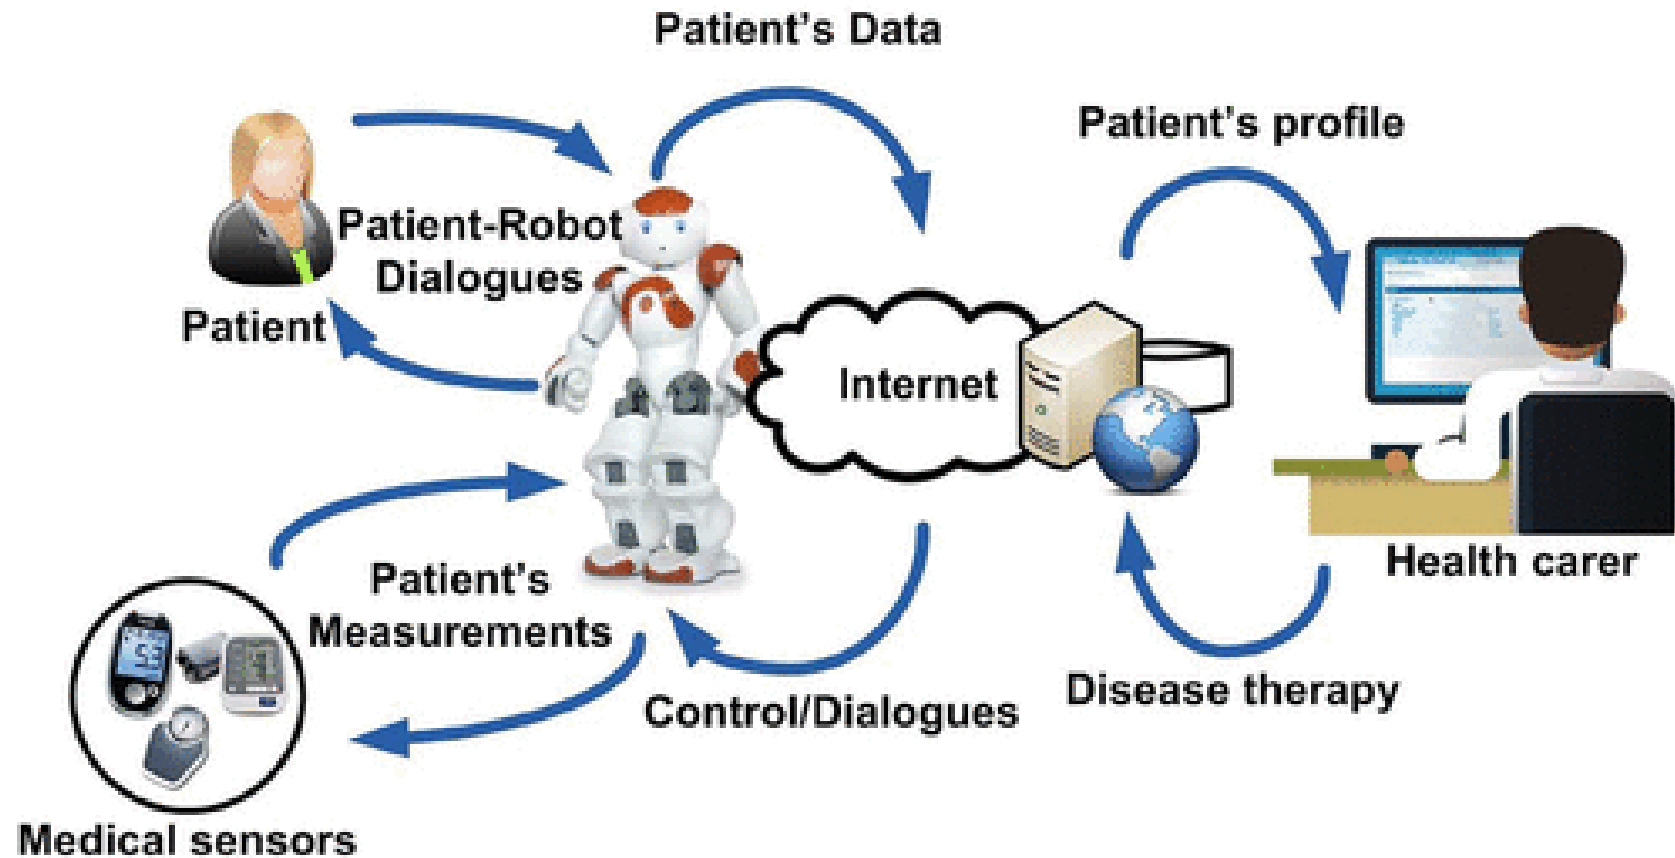 Patient's Data
Patient's profile
Patient-Robot
Dialogues
Patient
Internet
Patient's
Measurements
Health carer
Control/Dialogues
Disease therapy
Medical sensors